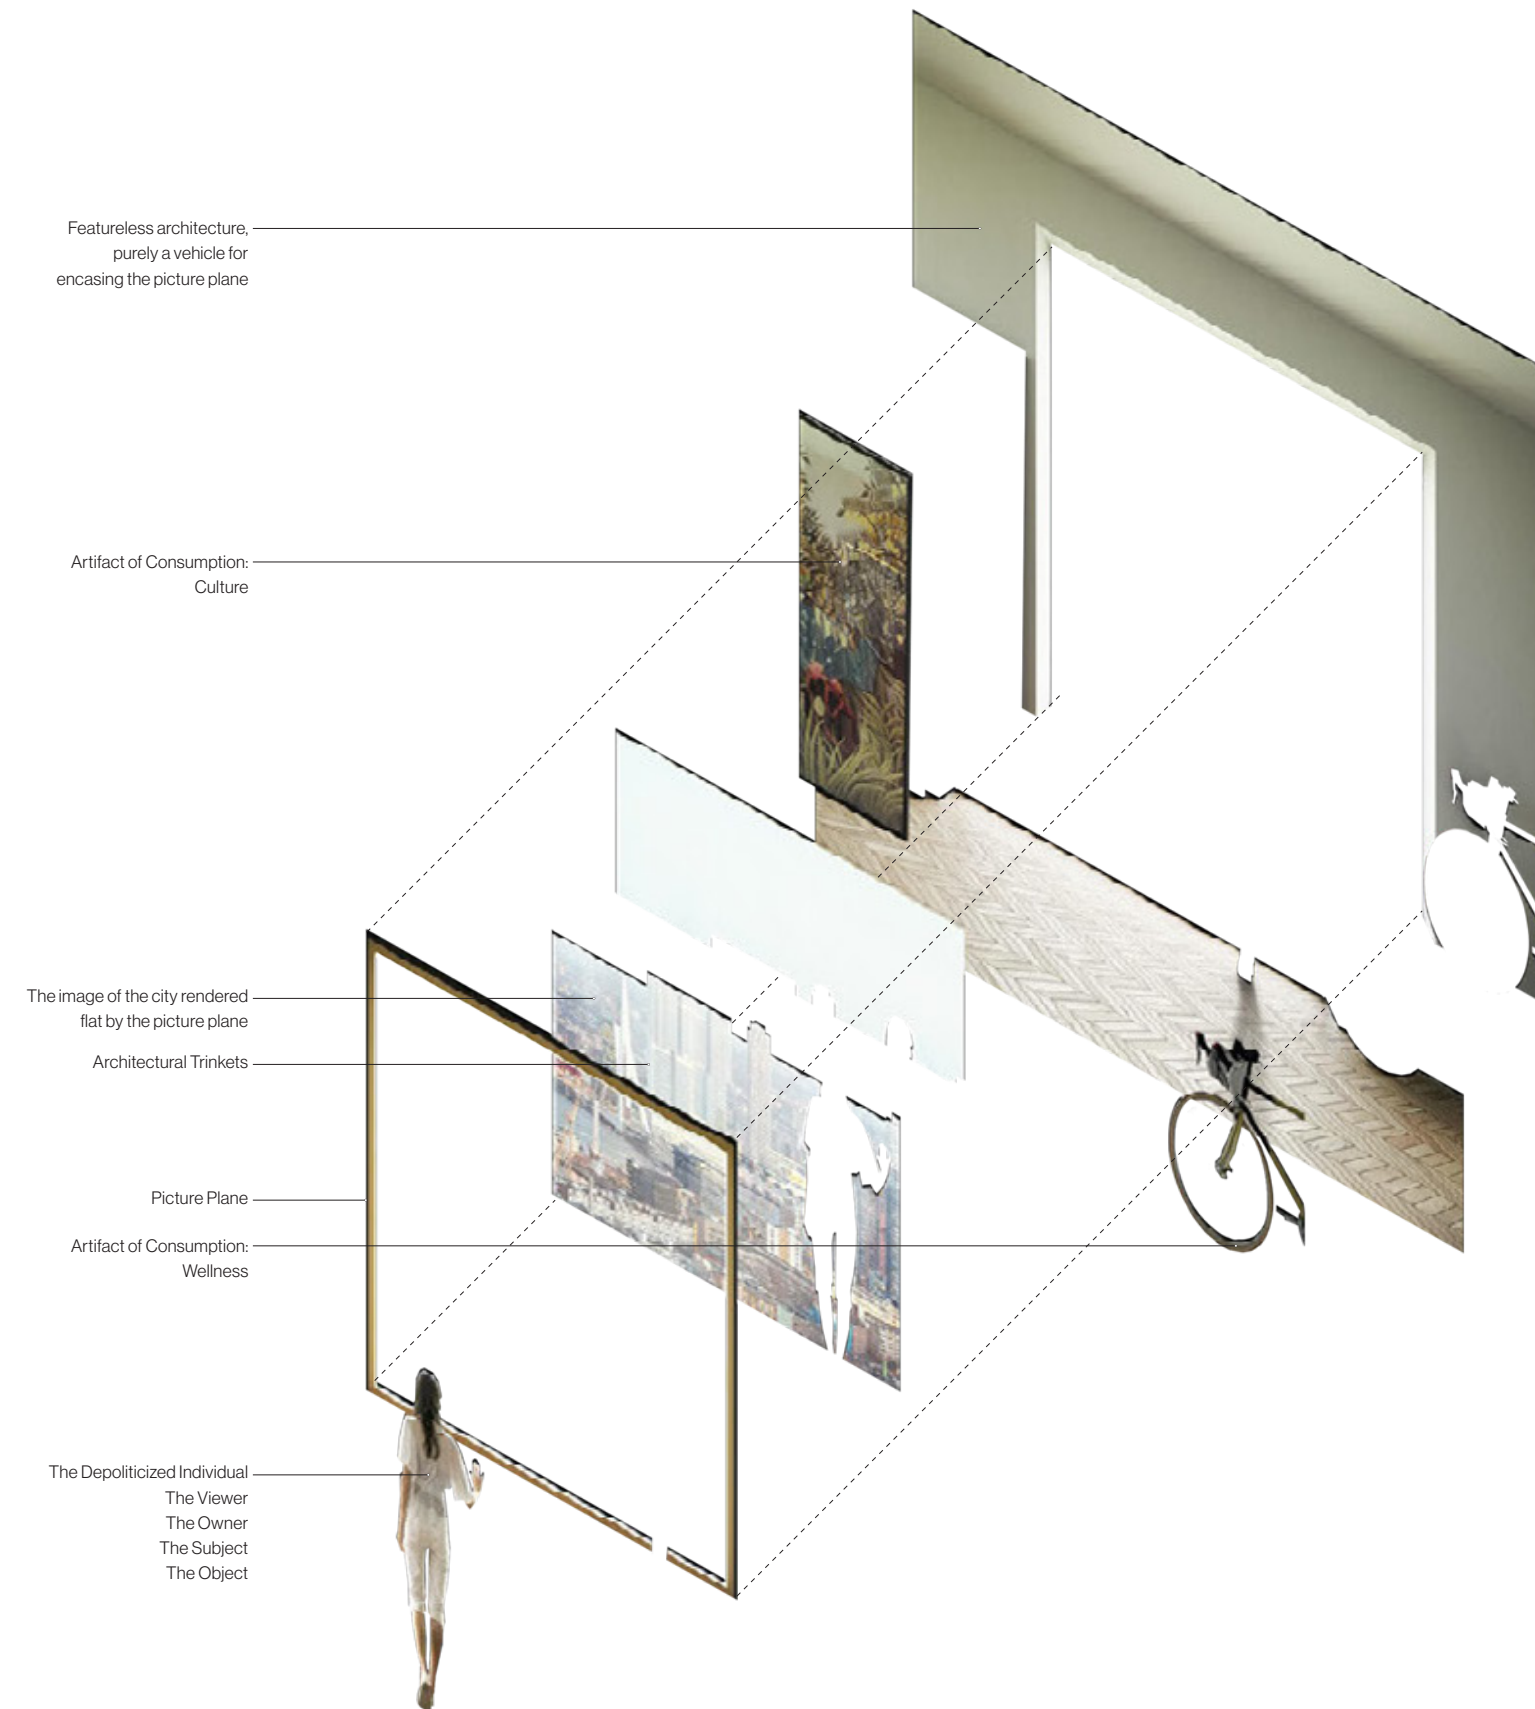 Featureless architecture,
purely a vehicle for
encasing the picture plane
Artifact of Consumption:
Culture
The image of the city rendered
flat by the picture plane
Architectural Trinkets
Picture Plane
Artifact of Consumption:
Wellness
The Depoliticized Individual
The Viewer
The Owner
The Subject
The Object